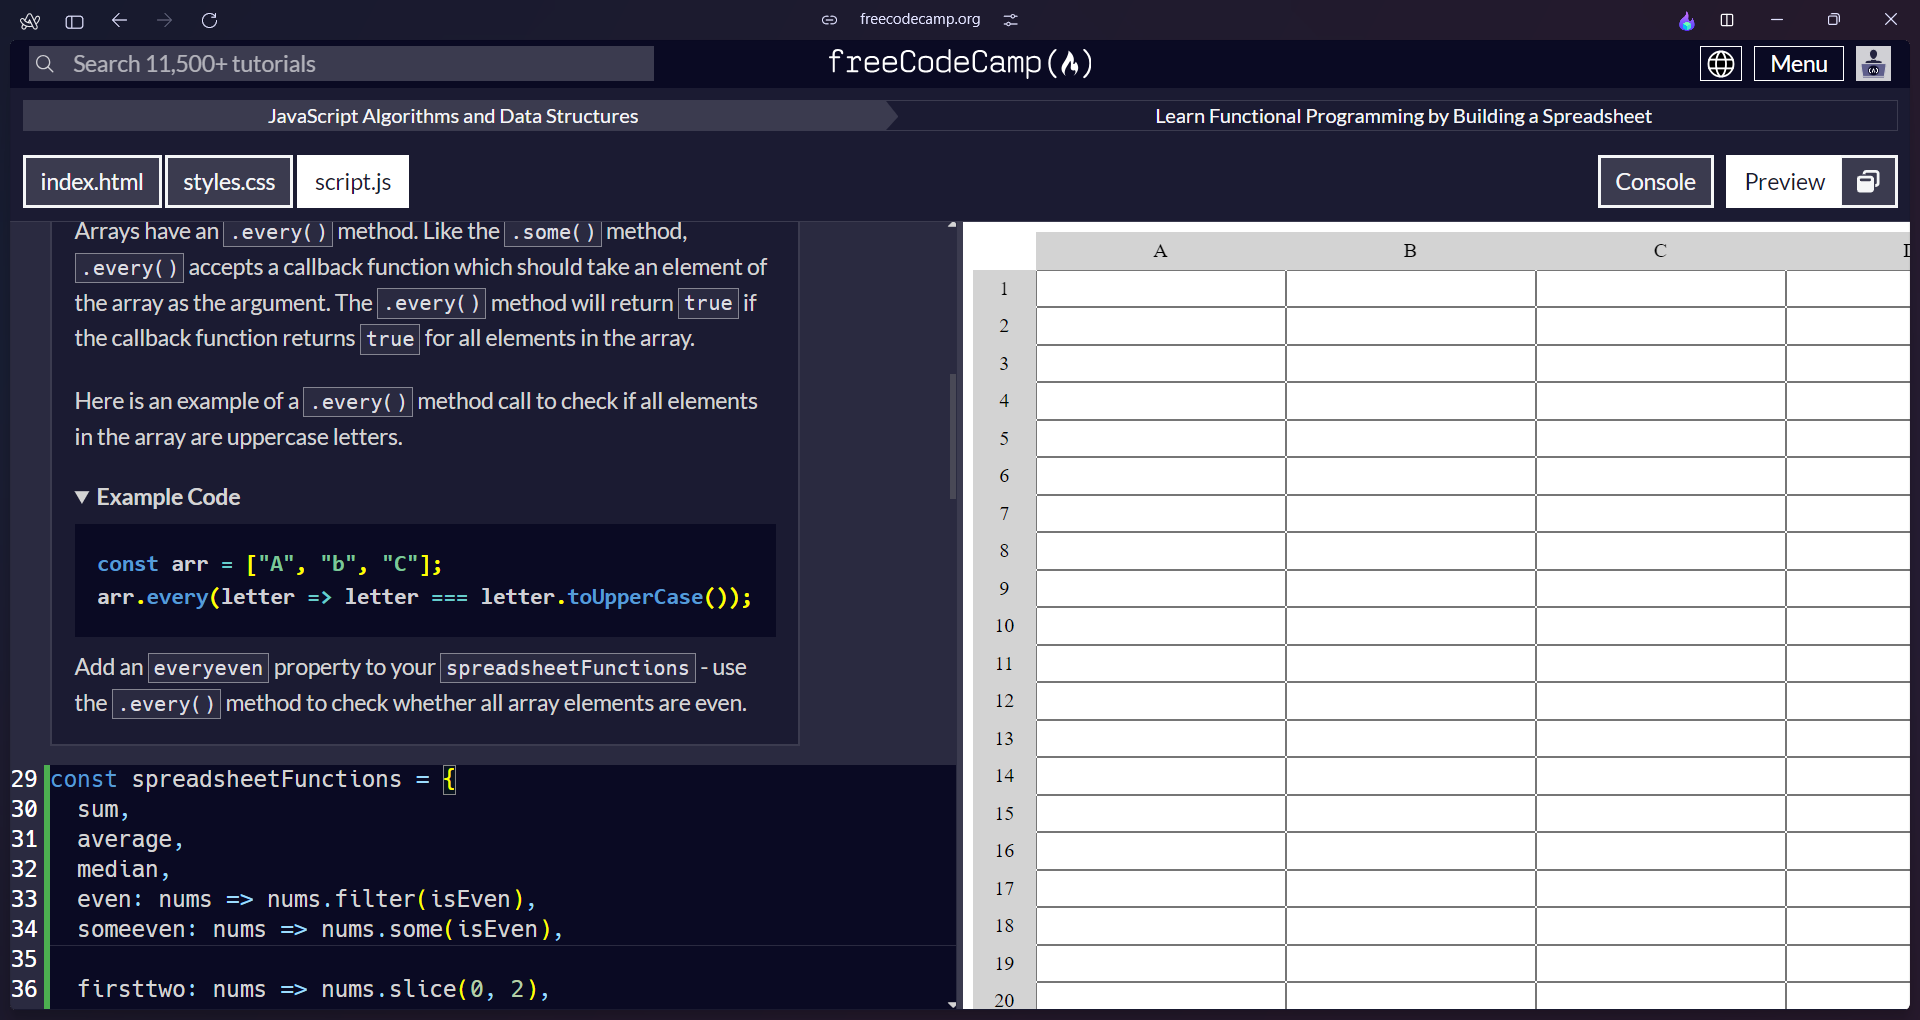 freecodecamp.org
Search 11,500+ tutorials
freeCodeCamp(🔥)
Menu
JavaScript Algorithms and Data Structures
Learn Functional Programming by Building a Spreadsheet
index.html
styles.css
script.js
Console
Preview
Arrays have an .every() method. Like the .some() method,
.every() accepts a callback function which should take an element of
the array as the argument. The .every() method will return true if
the callback function returns true for all elements in the array.
Here is an example of a .every() method call to check if all elements
in the array are uppercase letters.
▼ Example Code
const arr = ["A", "b", "C"];
arr.every(letter => letter === letter.toUpperCase());
Add an everyeven property to your spreadsheetFunctions - use
the .every() method to check whether all array elements are even.
29 const spreadsheetFunctions = {
30 sum,
31 average,
32 median,
33 even: nums => nums.filter(isEven),
34 someeven: nums => nums.some(isEven),
35
36 firsttwo: nums => nums.slice(0, 2),
A B C
1
2
3
4
5
6
7
8
9
10
11
12
13
14
15
16
17
18
19
20